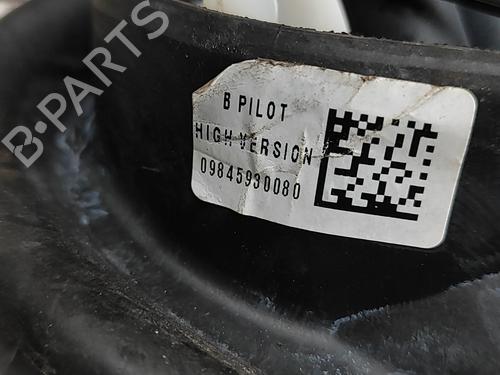 B-PARTS
B PILOT
HIGH VERSION
09845930080